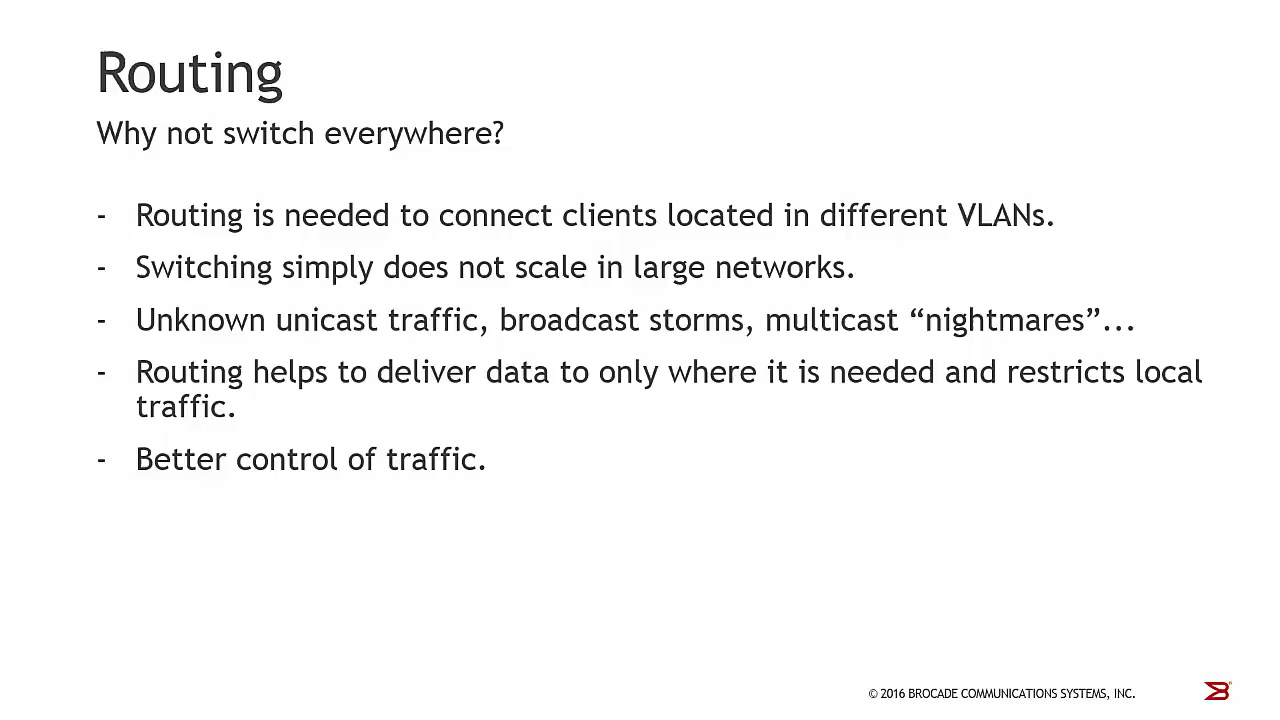 Routing
Why not switch everywhere?
- Routing is needed to connect clients located in different VLANs.
- Switching simply does not scale in large networks.
- Unknown unicast traffic, broadcast storms, multicast “nightmares”...
- Routing helps to deliver data to only where it is needed and restricts local
traffic.
- Better control of traffic.
© 2016 BROCADE COMMUNICATIONS SYSTEMS, INC.